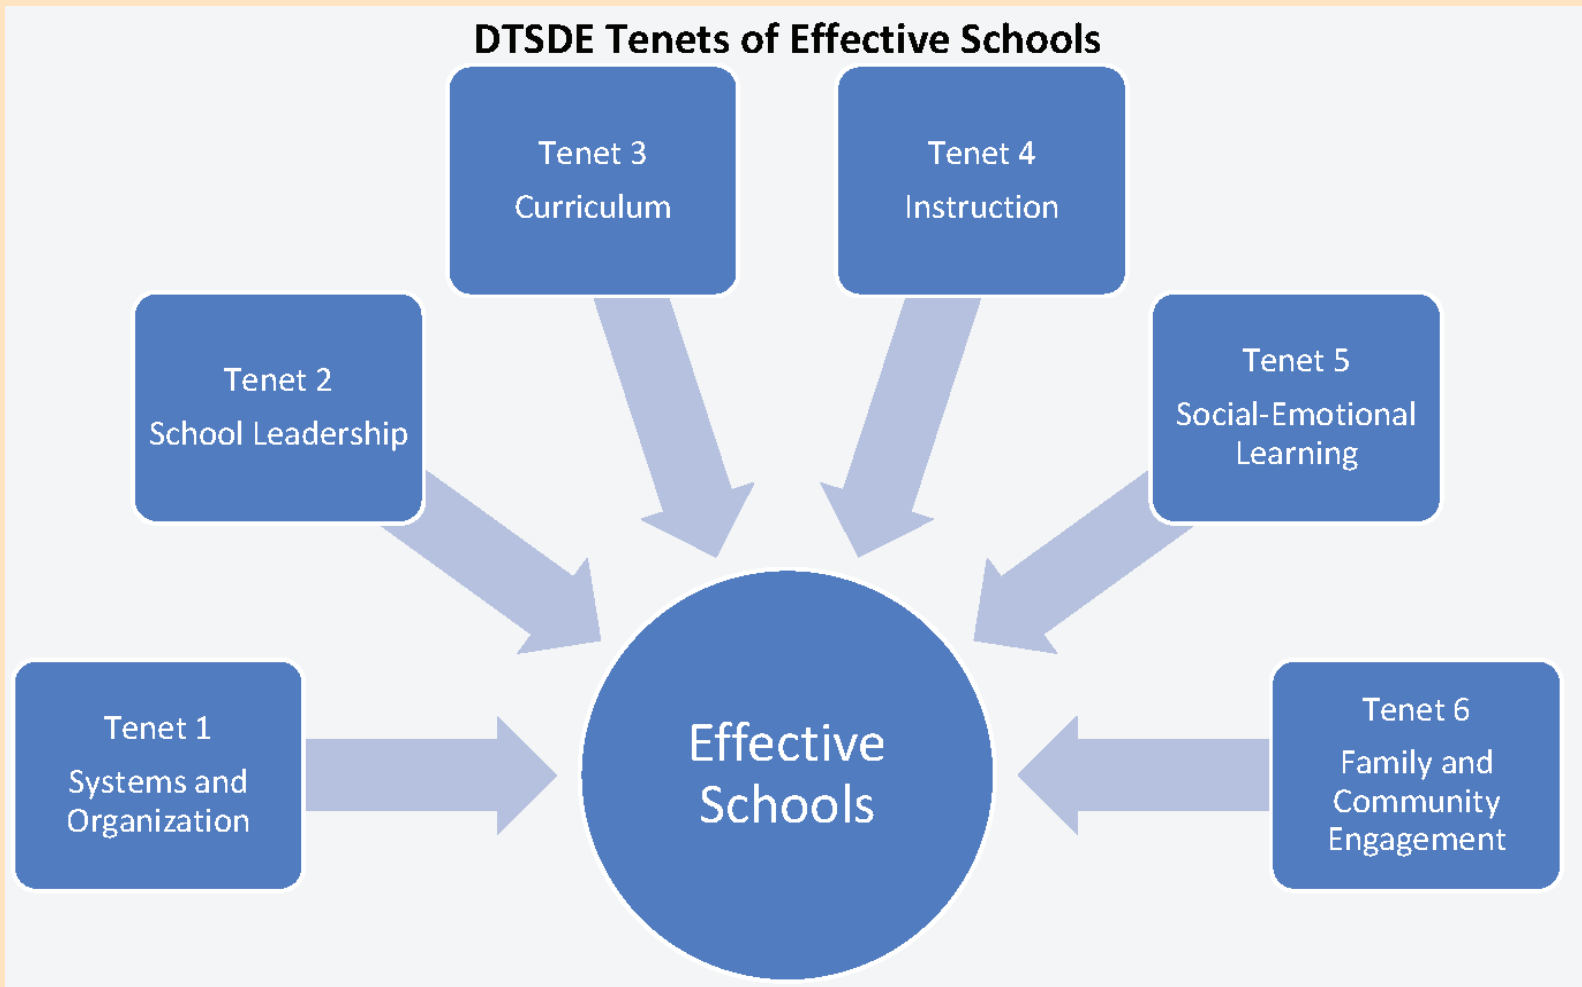 DTSDE Tenets of Effective Schools
Tenet 1
Systems and
Organization
Tenet 2
School Leadership
Tenet 3
Curriculum
Tenet 4
Instruction
Tenet 5
Social-Emotional
Learning
Tenet 6
Family and
Community
Engagement
Effective
Schools